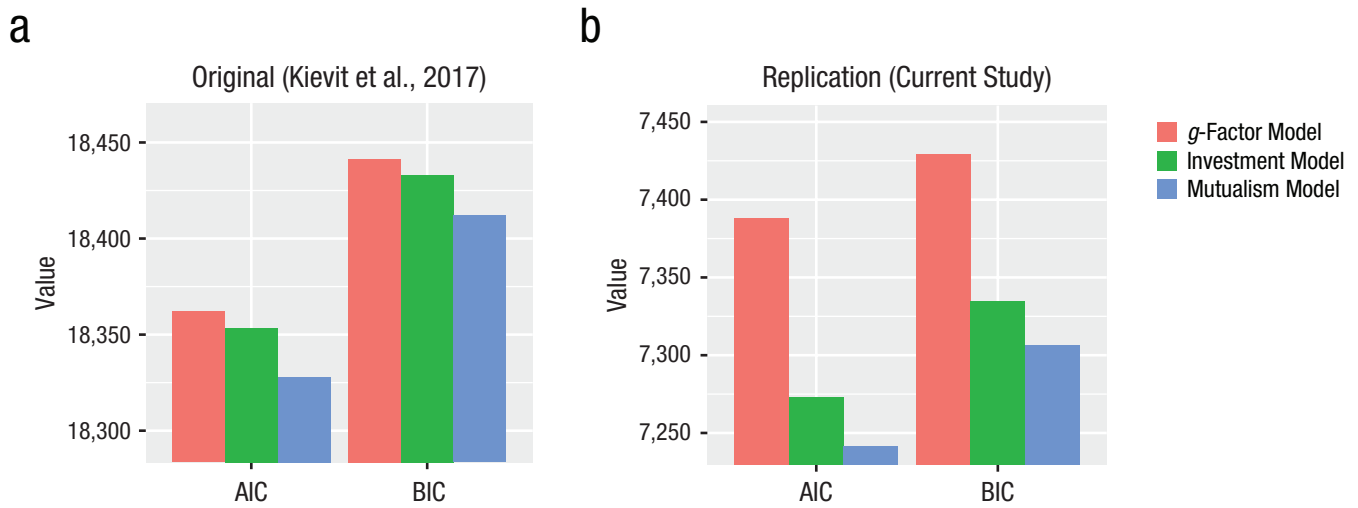 a
Original (Kievit et al., 2017)
Value
18,450
18,400
18,350
18,300
AIC
BIC
b
Replication (Current Study)
Value
7,450
7,400
7,350
7,300
7,250
AIC
BIC
g-Factor Model
Investment Model
Mutualism Model